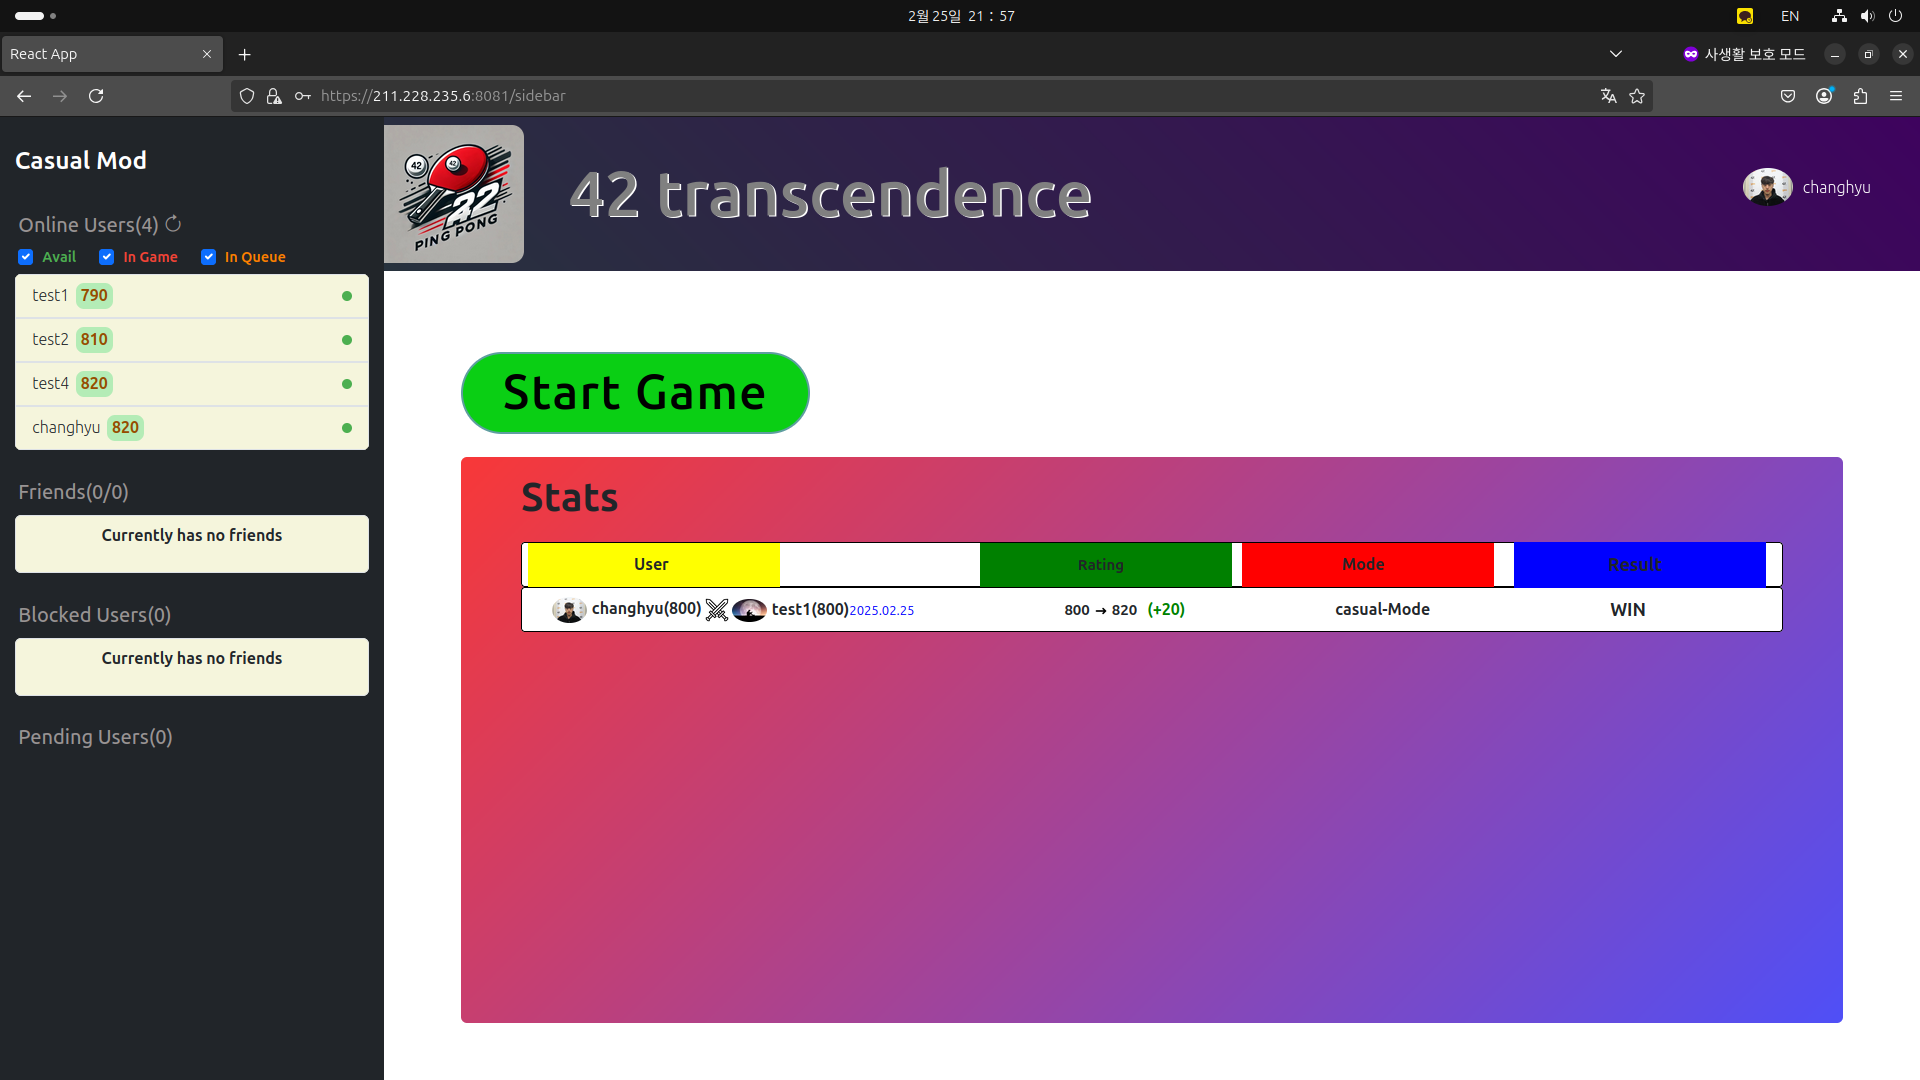 2월 25일 21 : 57
EN
React App
사생활 보호 모드
https://211.228.235.6:8081/sidebar
Casual Mod
Online Users(4)
Avail In Game In Queue
test1 790
test2 810
test4 820
changhyu 820
Friends(0/0)
Currently has no friends
Blocked Users(0)
Currently has no friends
Pending Users(0)
42
42
42
PING PONG
42 transcendence
changhyu
Start Game
Stats
User Rating Mode Result
changhyu(800) test1(800) 2025.02.25 800 → 820 (+20) casual-Mode WIN